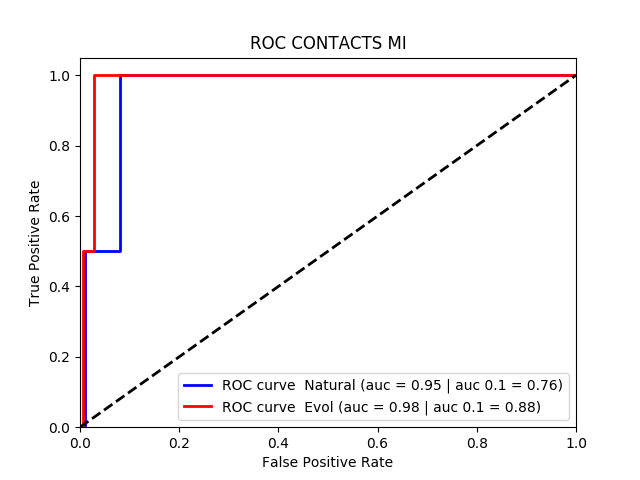 ROC CONTACTS MI
True Positive Rate
1.0
0.8
0.6
0.4
0.2
0.0
ROC curve  Natural (auc = 0.95 | auc 0.1 = 0.76)
ROC curve  Evol (auc = 0.98 | auc 0.1 = 0.88)
0.0 0.2 0.4 0.6 0.8 1.0
False Positive Rate